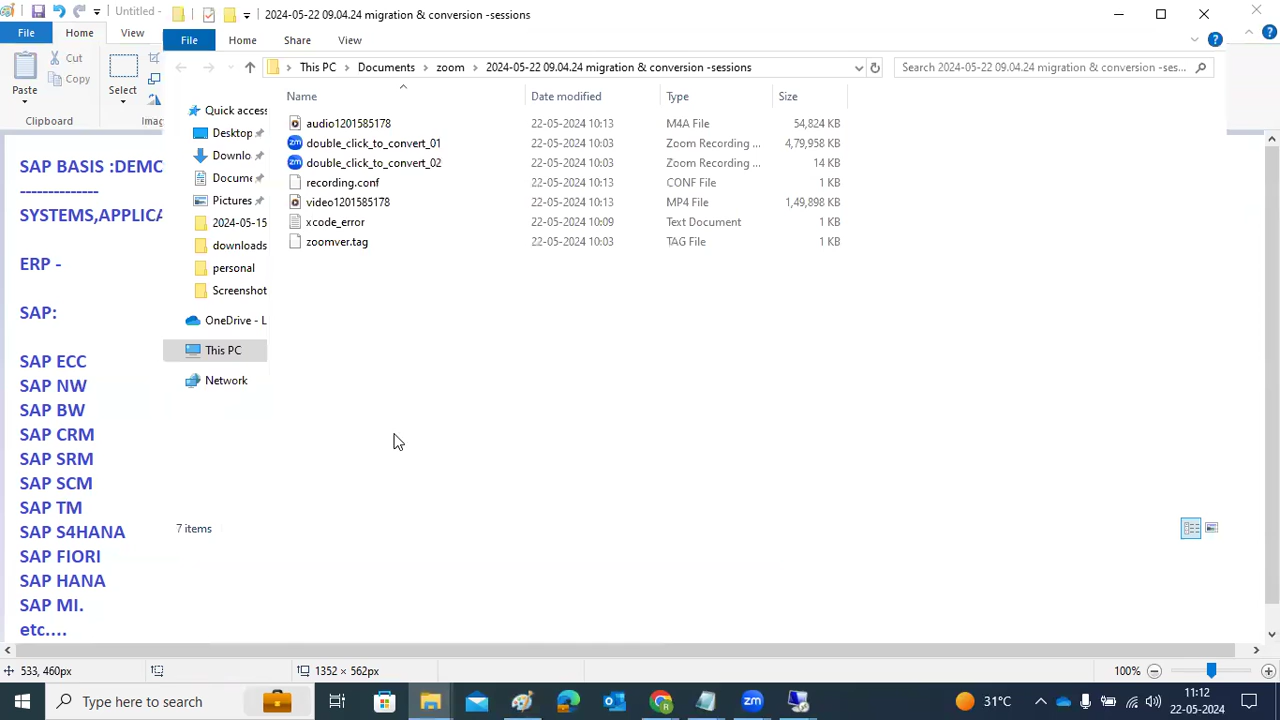 Untitled -
2024-05-22 09.04.24 migration & conversion -sessions
File
Home
View
File
Home
Share
View
Paste
Cut
Copy
Select
Clipboard
This PC
Documents
zoom
2024-05-22 09.04.24 migration & conversion -sessions
Search 2024-05-22 09.04.24 migration & conversion -ses...
Name
Date modified
Type
Size
Quick access
Desktop
Downlo
Docume
Pictures
2024-05-15
downloads
personal
Screenshot
OneDrive - L
This PC
Network
audio1201585178 22-05-2024 10:13 M4A File 54,824 KB
double_click_to_convert_01 22-05-2024 10:03 Zoom Recording ... 4,79,958 KB
double_click_to_convert_02 22-05-2024 10:03 Zoom Recording ... 14 KB
recording.conf 22-05-2024 10:13 CONF File 1 KB
video1201585178 22-05-2024 10:13 MP4 File 1,49,898 KB
xcode_error 22-05-2024 10:09 Text Document 1 KB
zoomver.tag 22-05-2024 10:03 TAG File 1 KB
7 items
SAP BASIS :DEMO
--------------
SYSTEMS,APPLICA
ERP -
SAP:
SAP ECC
SAP NW
SAP BW
SAP CRM
SAP SRM
SAP SCM
SAP TM
SAP S4HANA
SAP FIORI
SAP HANA
SAP MI.
etc....
533, 460px
1352 × 562px
100%
Type here to search
31°C
11:12
22-05-2024